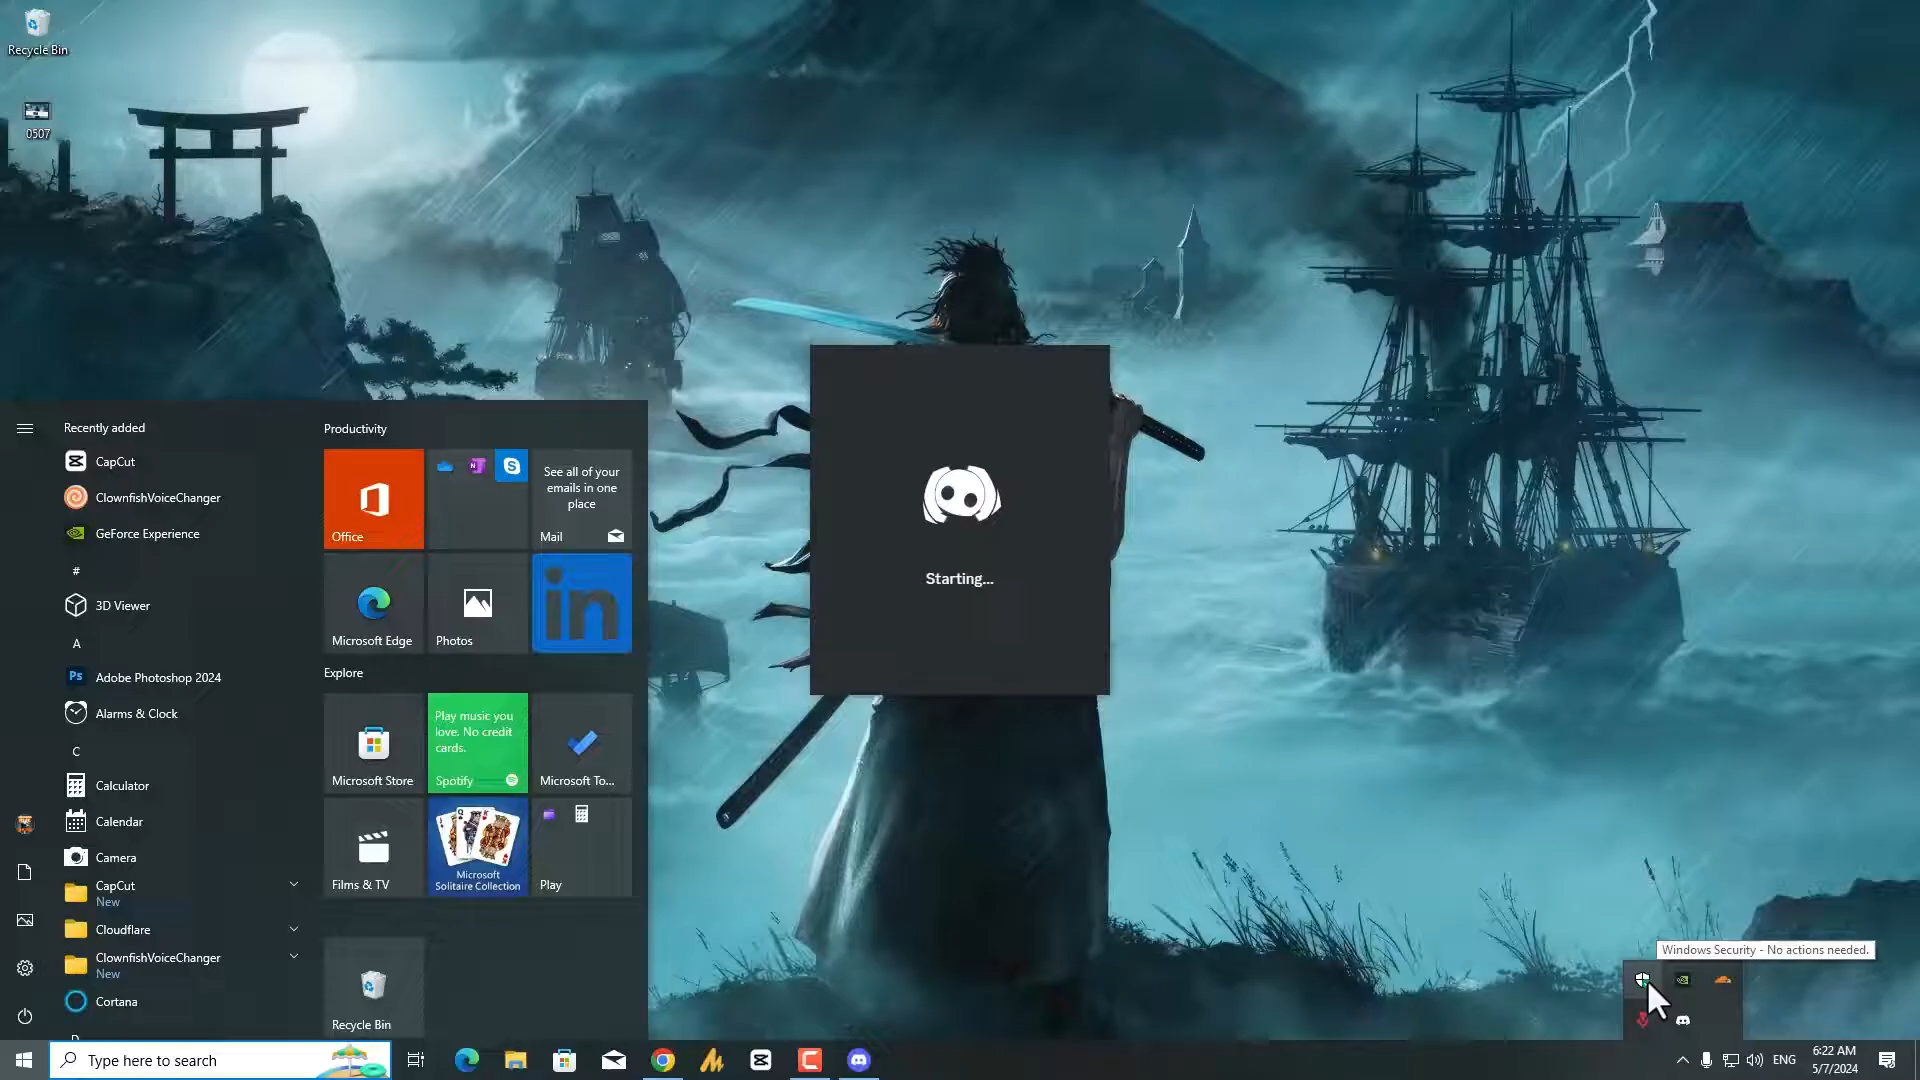 Recycle Bin
0507
Recently added
CapCut
ClownfishVoiceChanger
GeForce Experience
#
3D Viewer
A
Ps
Adobe Photoshop 2024
Alarms & Clock
C
Calculator
Calendar
Camera
CapCut
New
Cloudflare
ClownfishVoiceChanger
New
Cortana
Productivity
Office
See all of your
emails in one
place
Mail
Microsoft Edge
Photos
in
Explore
Microsoft Store
Play music you
love. No credit
cards.
Spotify
Microsoft To...
Films & TV
Microsoft
Solitaire Collection
Play
Recycle Bin
Starting...
Windows Security - No actions needed.
Type here to search
ENG
6:22 AM
5/7/2024